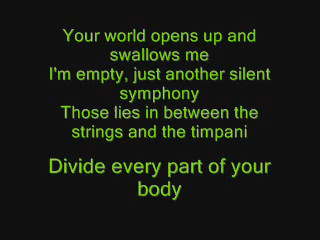 Your world opens up and
swallows me
I'm empty, just another silent
symphony
Those lies in between the
strings and the timpani
Divide every part of your
body